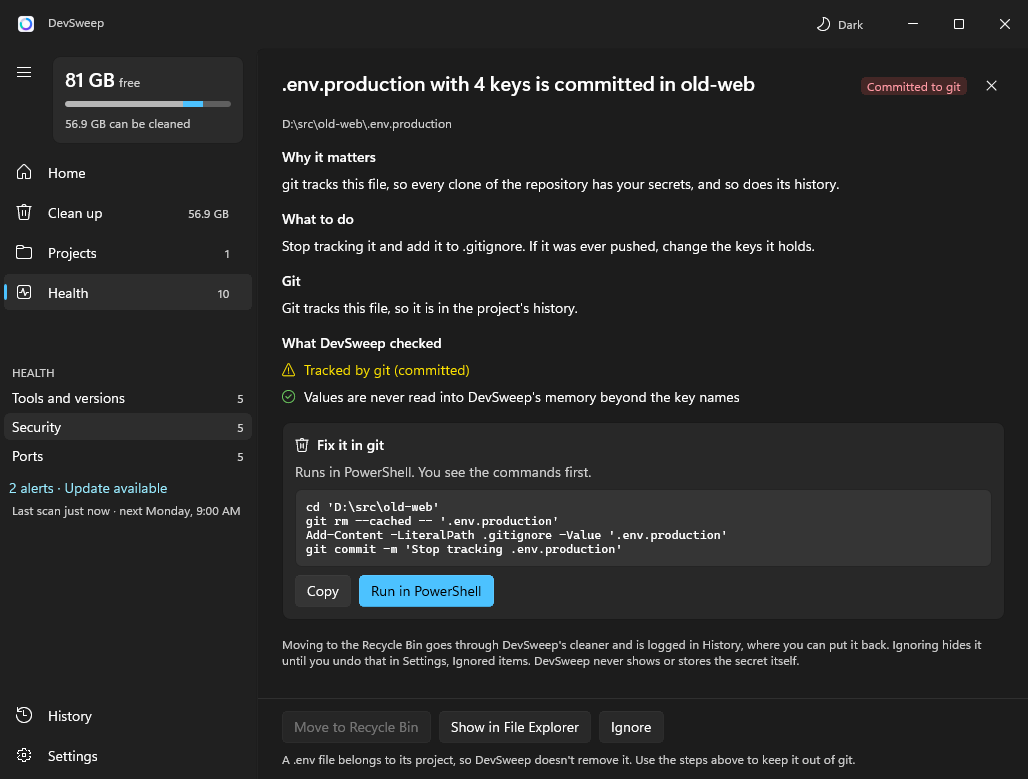 DevSweep
Dark
81 GB free
56.9 GB can be cleaned
Home
Clean up 56.9 GB
Projects 1
Health 10
HEALTH
Tools and versions 5
Security 5
Ports 5
2 alerts · Update available
Last scan just now · next Monday, 9:00 AM
History
Settings
.env.production with 4 keys is committed in old-web
Committed to git
D:\src\old-web\.env.production
Why it matters
git tracks this file, so every clone of the repository has your secrets, and so does its history.
What to do
Stop tracking it and add it to .gitignore. If it was ever pushed, change the keys it holds.
Git
Git tracks this file, so it is in the project's history.
What DevSweep checked
Tracked by git (committed)
Values are never read into DevSweep's memory beyond the key names
Fix it in git
Runs in PowerShell. You see the commands first.
cd 'D:\src\old-web'
git rm --cached -- '.env.production'
Add-Content -LiteralPath .gitignore -Value '.env.production'
git commit -m 'Stop tracking .env.production'
Copy
Run in PowerShell
Moving to the Recycle Bin goes through DevSweep's cleaner and is logged in History, where you can put it back. Ignoring hides it
until you undo that in Settings, Ignored items. DevSweep never shows or stores the secret itself.
Move to Recycle Bin
Show in File Explorer
Ignore
A .env file belongs to its project, so DevSweep doesn't remove it. Use the steps above to keep it out of git.